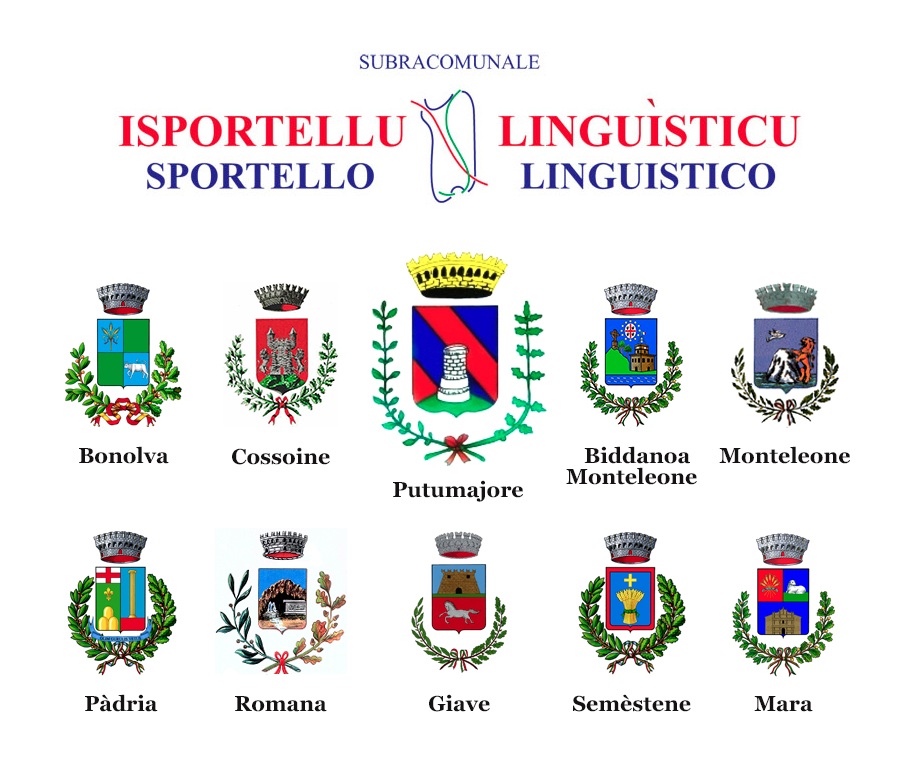 SUBRACOMUNALE
ISPORTELLU LINGUÌSTICU
SPORTELLO LINGUISTICO
Bonolva
Cossoine
Putumajore
Biddanoa
Monteleone
Monteleone
Pàdria
Romana
Giave
Semèstene
Mara